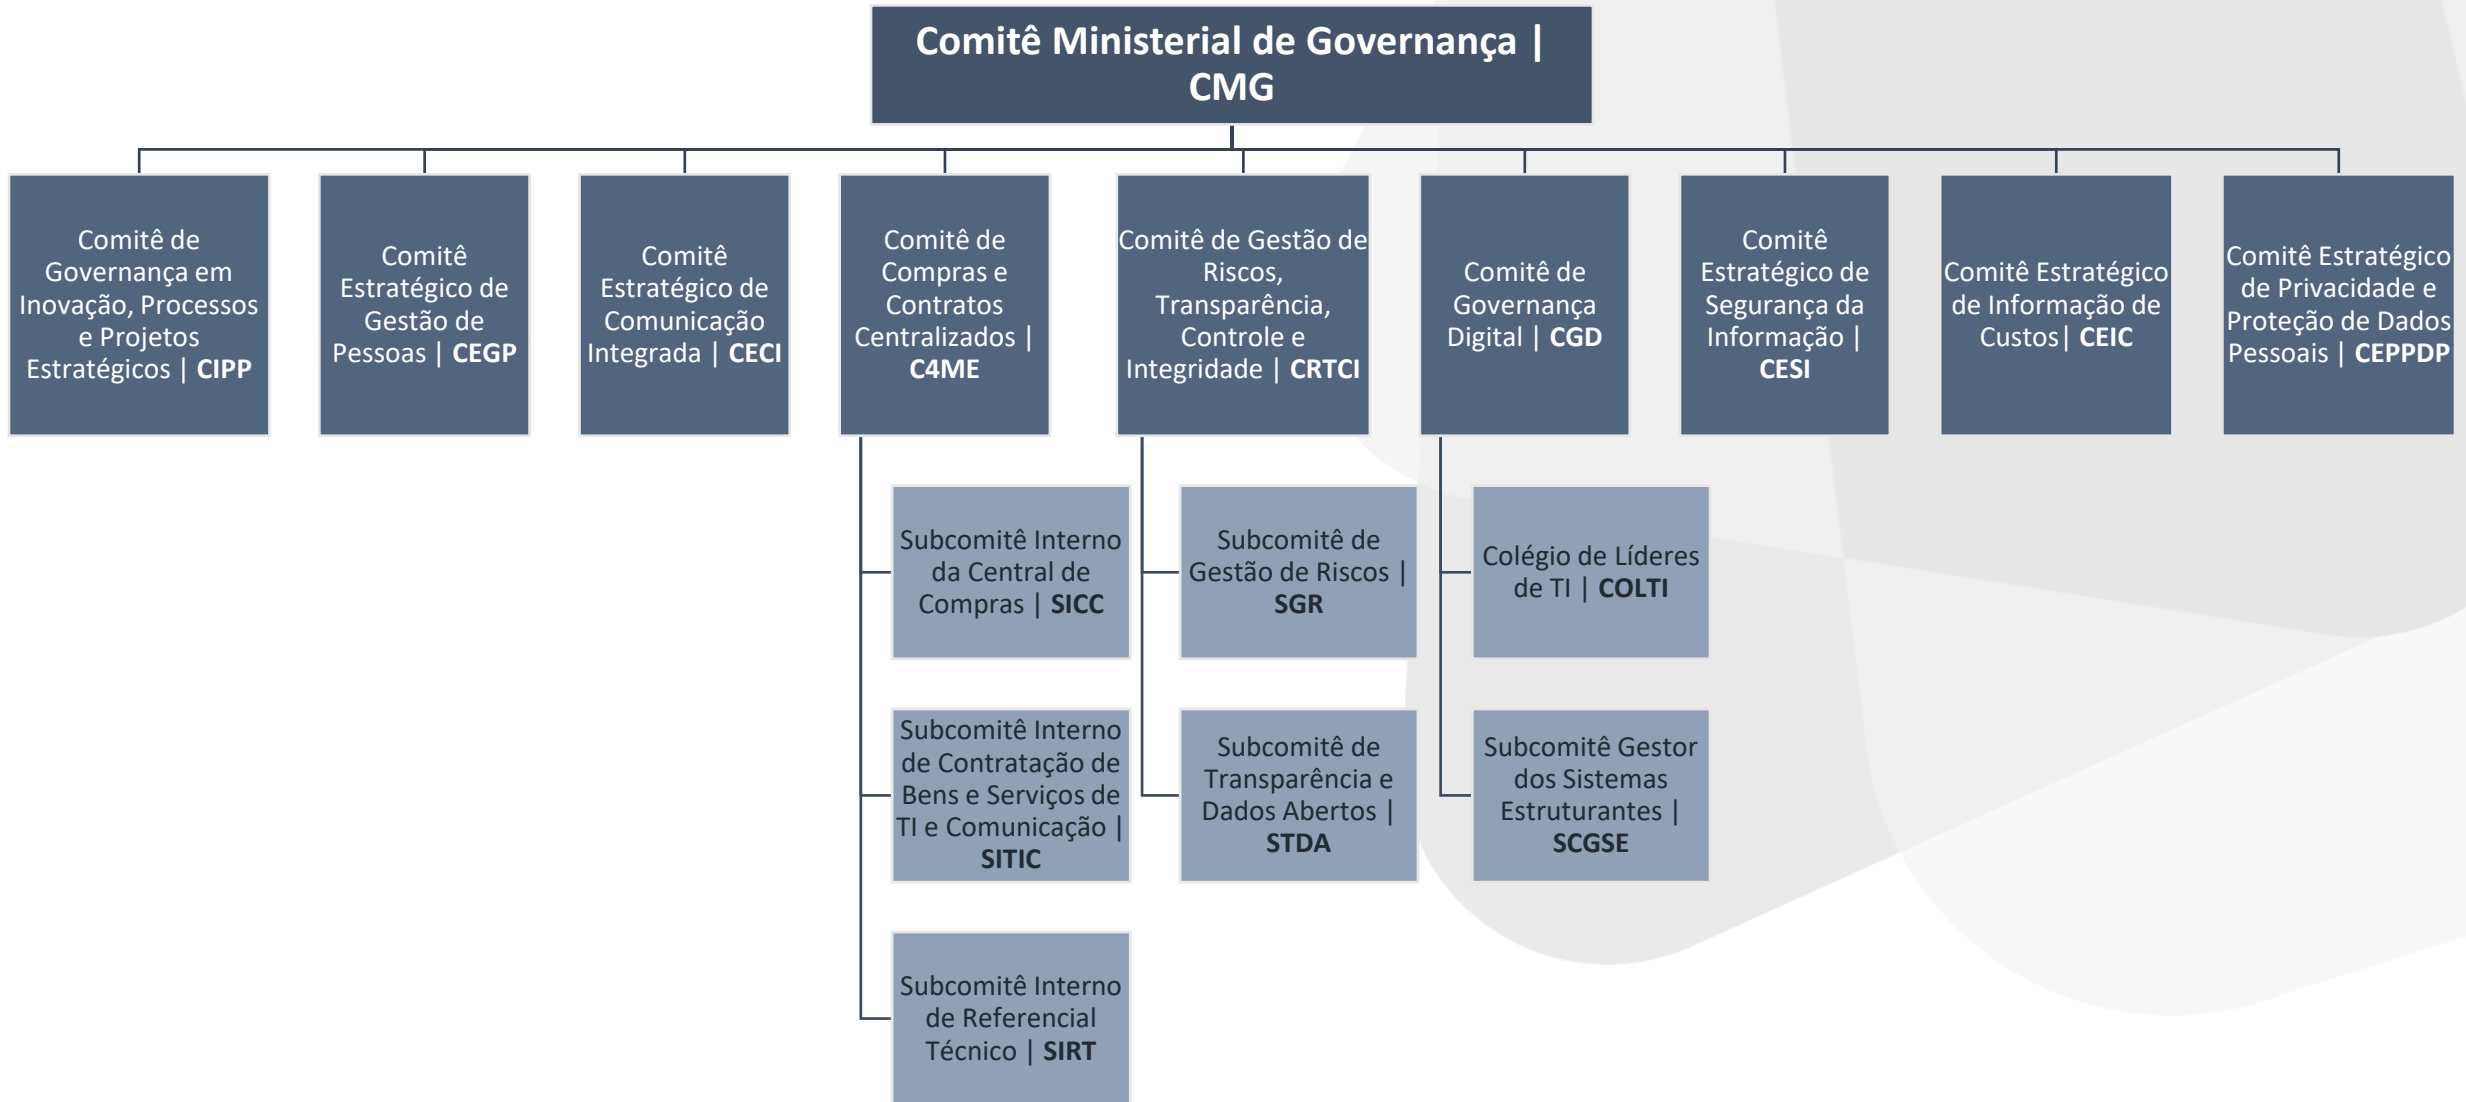 Comitê Ministerial de Governança |
CMG
Comitê de
Governança em
Inovação, Processos
e Projetos
Estratégicos | CIPP
Comitê
Estratégico de
Gestão de
Pessoas | CEGP
Comitê
Estratégico de
Comunicação
Integrada | CECI
Comitê de
Compras e
Contratos
Centralizados |
C4ME
Comitê de Gestão de
Riscos,
Transparência,
Controle e
Integridade | CRTCI
Comitê de
Governança
Digital | CGD
Comitê
Estratégico de
Segurança da
Informação |
CESI
Comitê Estratégico
de Informação de
Custos| CEIC
Comitê Estratégico
de Privacidade e
Proteção de Dados
Pessoais | CEPPDP
Subcomitê Interno
da Central de
Compras | SICC
Subcomitê Interno
de Contratação de
Bens e Serviços de
TI e Comunicação |
SITIC
Subcomitê Interno
de Referencial
Técnico | SIRT
Subcomitê de
Gestão de Riscos |
SGR
Subcomitê de
Transparência e
Dados Abertos |
STDA
Colégio de Líderes
de TI | COLTI
Subcomitê Gestor
dos Sistemas
Estruturantes |
SCGSE